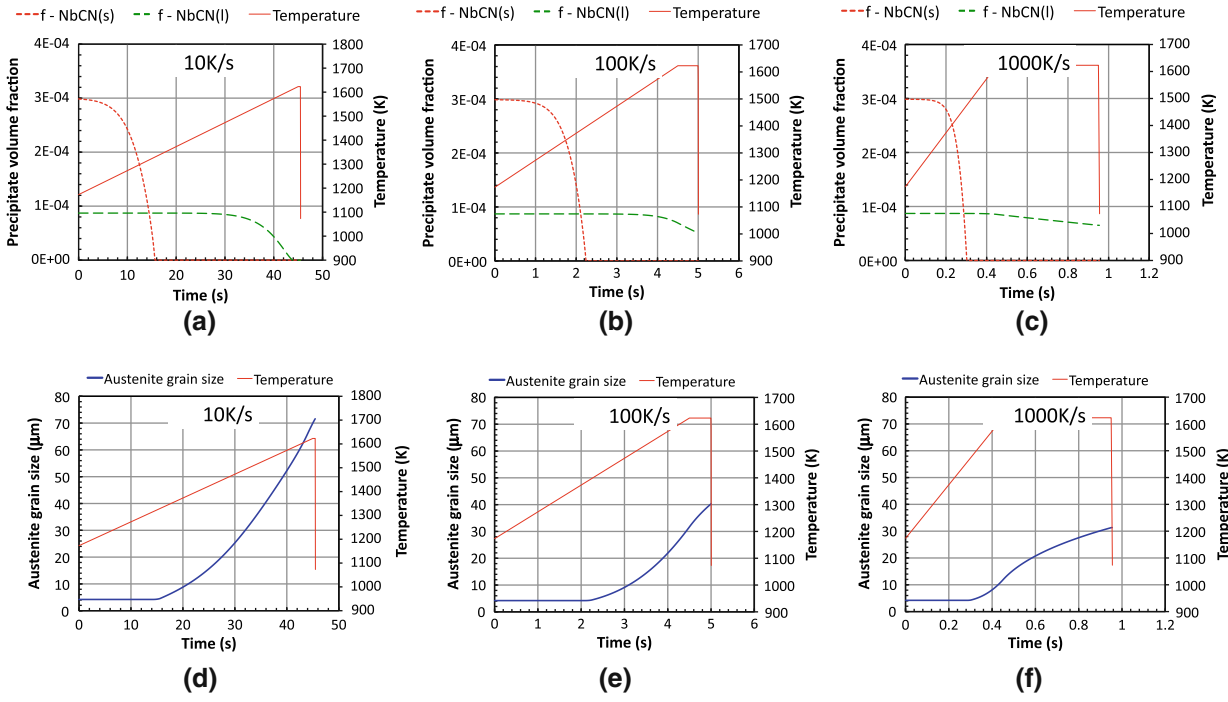 f - NbCN(s) f - NbCN(l) Temperature
4E-04
3E-04
2E-04
1E-04
0E+00
Precipitate volume fraction
10K/s
1800
1700
1600
1500
1400
1300
1200
1100
1000
900
Temperature (K)
0 10 20 30 40 50
Time (s)
(a)
f - NbCN(s) f - NbCN(l) Temperature
4E-04
3E-04
2E-04
1E-04
0E+00
Precipitate volume fraction
100K/s
1700
1600
1500
1400
1300
1200
1100
1000
900
Temperature (K)
0 1 2 3 4 5 6
Time (s)
(b)
f - NbCN(s) f - NbCN(l) Temperature
4E-04
3E-04
2E-04
1E-04
0E+00
Precipitate volume fraction
1000K/s
1700
1600
1500
1400
1300
1200
1100
1000
900
Temperature (K)
0 0.2 0.4 0.6 0.8 1 1.2
Time (s)
(c)
Austenite grain size Temperature
80
70
60
50
40
30
20
10
0
Austenite grain size (μm)
10K/s
1800
1700
1600
1500
1400
1300
1200
1100
1000
900
Temperature (K)
0 10 20 30 40 50
Time (s)
(d)
Austenite grain size Temperature
80
70
60
50
40
30
20
10
0
Austenite grain size (μm)
100K/s
1700
1600
1500
1400
1300
1200
1100
1000
900
Temperature (K)
0 1 2 3 4 5 6
Time (s)
(e)
Austenite grain size Temperature
80
70
60
50
40
30
20
10
0
Austenite grain size (μm)
1000K/s
1700
1600
1500
1400
1300
1200
1100
1000
900
Temperature (K)
0 0.2 0.4 0.6 0.8 1 1.2
Time (s)
(f)